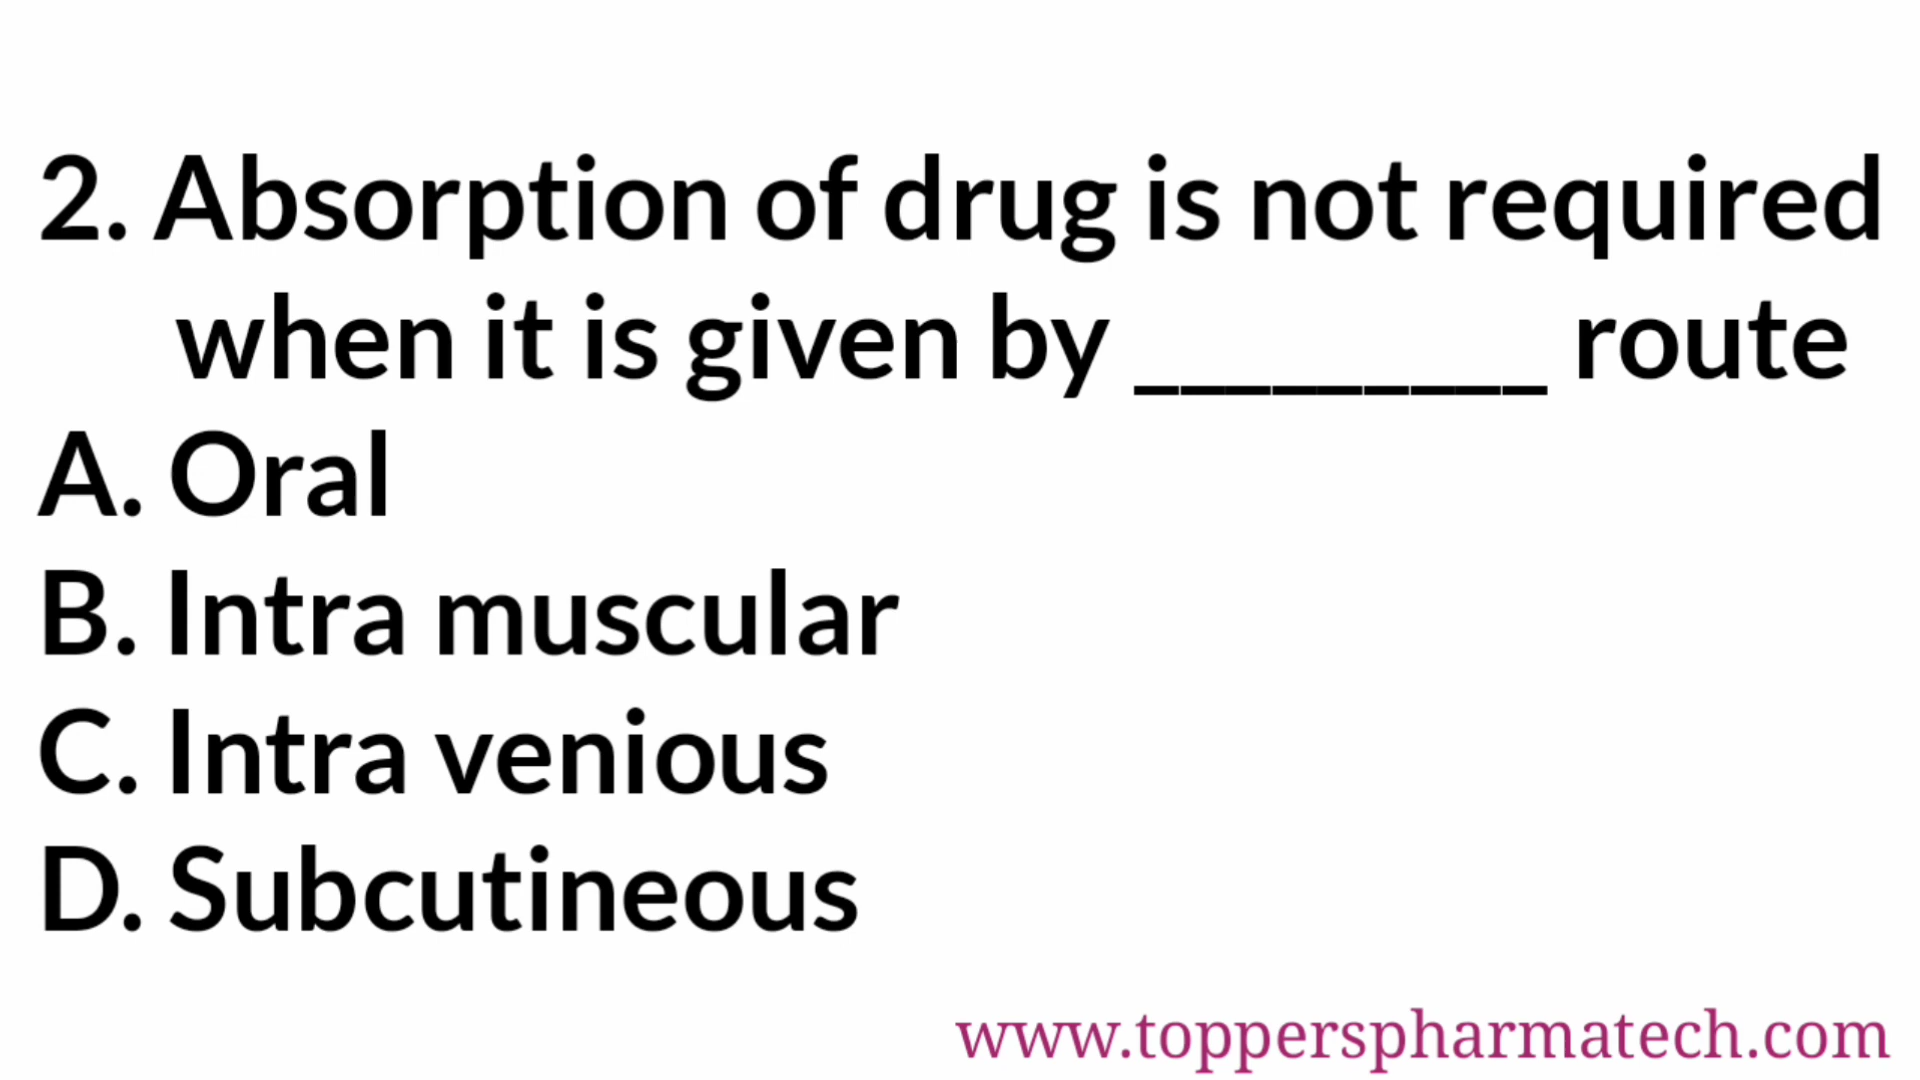 2. Absorption of drug is not required
when it is given by _________ route
A. Oral
B. Intra muscular
C. Intra venious
D. Subcutineous
www.topperspharmatech.com